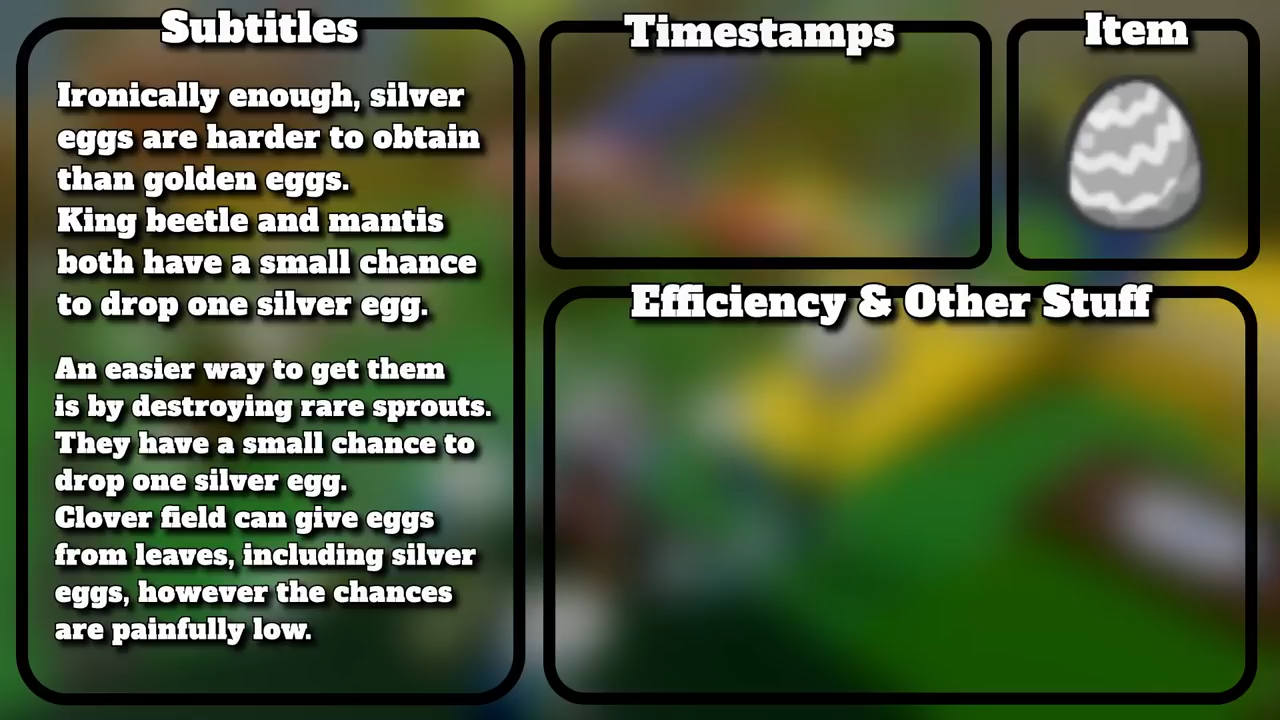 Subtitles
Ironically enough, silver
eggs are harder to obtain
than golden eggs.
King beetle and mantis
both have a small chance
to drop one silver egg.
An easier way to get them
is by destroying rare sprouts.
They have a small chance to
drop one silver egg.
Clover field can give eggs
from leaves, including silver
eggs, however the chances
are painfully low.
Timestamps
Item
Efficiency & Other Stuff